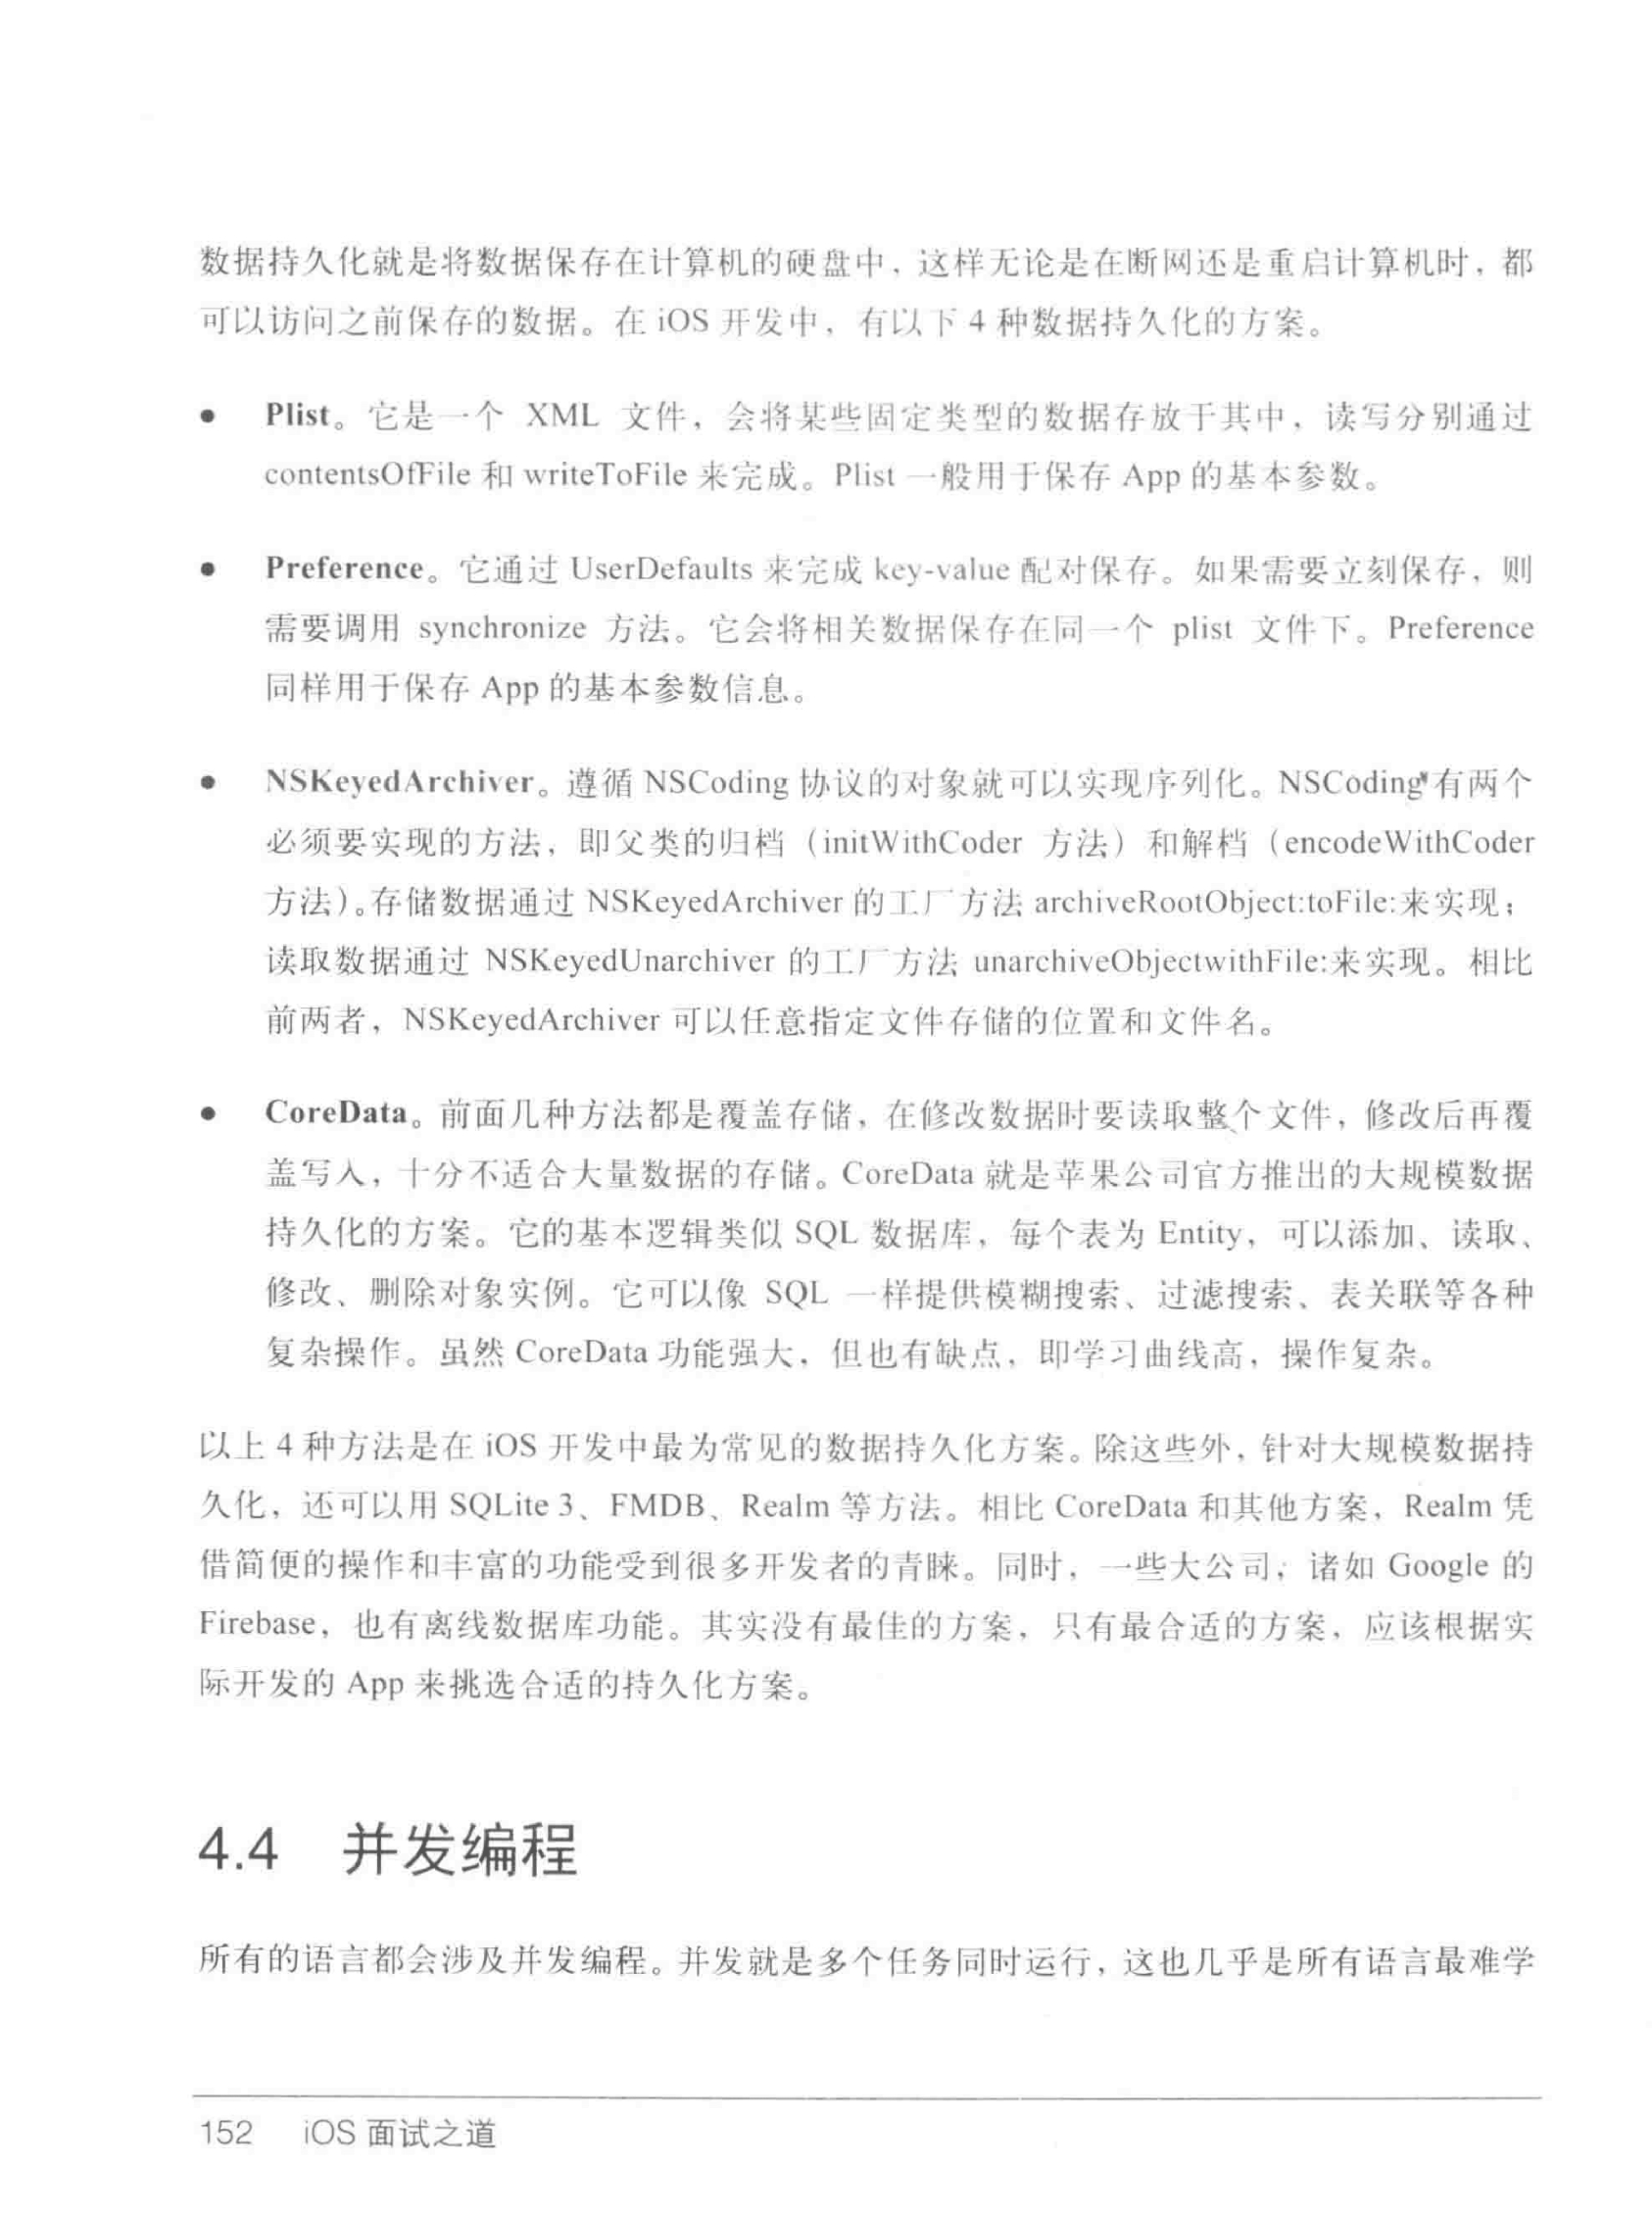 数据持久化就是将数据保存在计算机的硬盘中，这样无论是在断网还是重启计算机时，都
可以访问之前保存的数据。在 iOS 开发中，有以下 4 种数据持久化的方案。
● Plist。它是一个 XML 文件，会将某些固定类型的数据存放于其中，读写分别通过
contentsOfFile 和 writeToFile 来完成。Plist 一般用于保存 App 的基本参数。
● Preference。它通过 UserDefaults 来完成 key-value 配对保存。如果需要立刻保存，则
需要调用 synchronize 方法。它会将相关数据保存在同一个 plist 文件下。Preference
同样用于保存 App 的基本参数信息。
● NSKeyedArchiver。遵循 NSCoding 协议的对象就可以实现序列化。NSCoding 有两个
必须要实现的方法，即父类的归档（initWithCoder 方法）和解档（encodeWithCoder
方法）。存储数据通过 NSKeyedArchiver 的工厂方法 archiveRootObject:toFile:来实现；
读取数据通过 NSKeyedUnarchiver 的工厂方法 unarchiveObjectwithFile:来实现。相比
前两者，NSKeyedArchiver 可以任意指定文件存储的位置和文件名。
● CoreData。前面几种方法都是覆盖存储，在修改数据时要读取整个文件，修改后再覆
盖写入，十分不适合大量数据的存储。CoreData 就是苹果公司官方推出的大规模数据
持久化的方案。它的基本逻辑类似 SQL 数据库，每个表为 Entity，可以添加、读取、
修改、删除对象实例。它可以像 SQL 一样提供模糊搜索、过滤搜索、表关联等各种
复杂操作。虽然 CoreData 功能强大，但也有缺点，即学习曲线高，操作复杂。
以上 4 种方法是在 iOS 开发中最为常见的数据持久化方案。除这些外，针对大规模数据持
久化，还可以用 SQLite 3、FMDB、Realm 等方法。相比 CoreData 和其他方案，Realm 凭
借简便的操作和丰富的功能受到很多开发者的青睐。同时，一些大公司，诸如 Google 的
Firebase，也有离线数据库功能。其实没有最佳的方案，只有最合适的方案，应该根据实
际开发的 App 来挑选合适的持久化方案。
4.4 并发编程
所有的语言都会涉及并发编程。并发就是多个任务同时运行，这也几乎是所有语言最难学
152 iOS 面试之道